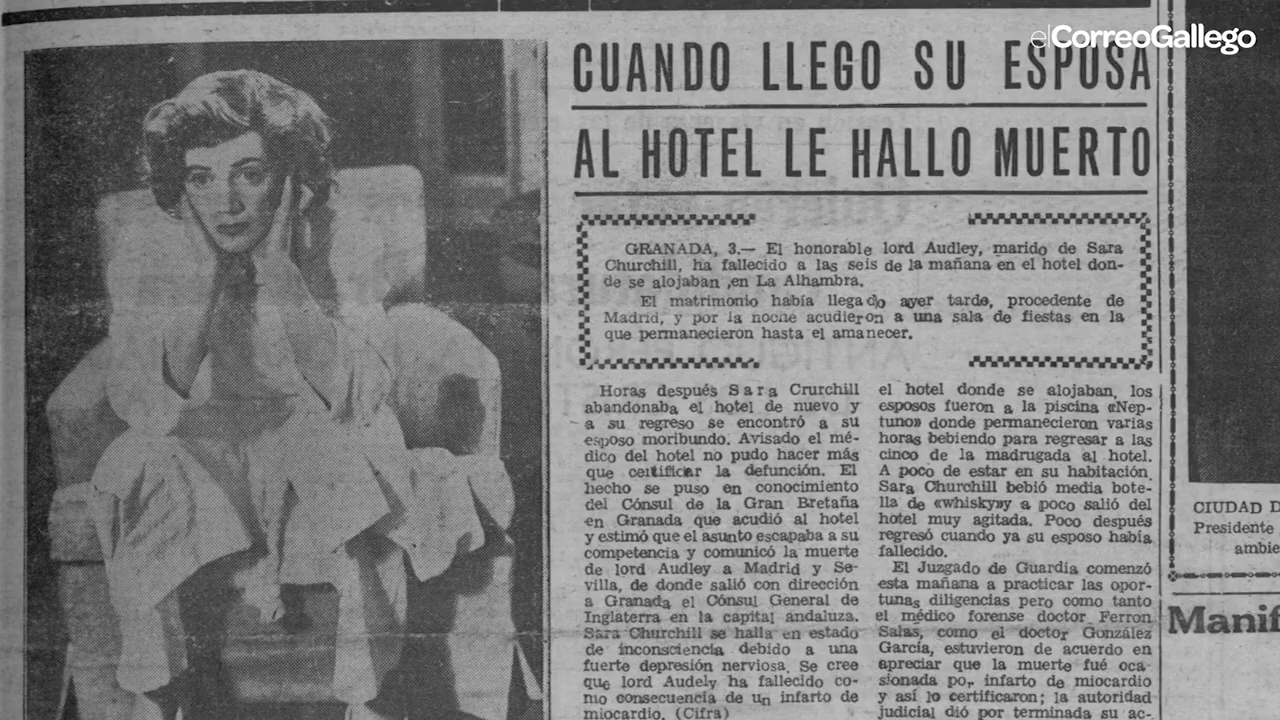 elCorreoGallego
CUANDO LLEGO SU ESPOSA
AL HOTEL LE HALLO MUERTO
GRANADA, 3.— El honorable lord Audley, marido de Sara
Churchill, ha fallecido a las seis de la mañana en el hotel don-
de se alojaban ,en La Alhambra.
El matrimonio había llegado ayer tarde, procedente de
Madrid, y por la noche acudieron a una sala de fiestas en la
que permanecieron hasta el amanecer.
Horas después Sara Crurchill
abandonaba el hotel de nuevo y
a su regreso se encontró a su
esposo moribundo. Avisado el mé-
dico del hotel no pudo hacer más
que certificar la defunción. El
hecho se puso en conocimiento
del Cónsul de la Gran Bretaña
en Granada que acudió al hotel
y estimó que el asunto escapaba a su
competencia y comunicó la muerte
de lord Audley a Madrid y Se-
villa, de donde salió con dirección
a Granada el Cónsul General de
Inglaterra en la capital andaluza.
Sara Churchill se halla en estado
de inconsciencia debido a una
fuerte depresión nerviosa. Se cree
que lord Audely ha fallecido co-
mo consecuencia de un infarto de
miocardio. (Cifra)
el hotel donde se alojaban, los
esposos fueron a la piscina «Nep-
tuno» donde permanecieron varias
horas bebiendo para regresar a las
cinco de la madrugada al hotel.
A poco de estar en su habitación
Sara Churchill bebió media bote-
lla de «whisky» y a poco salió del
hotel muy agitada. Poco después
regresó cuando ya su esposo había
fallecido.
El Juzgado de Guardia comenzó
esta mañana a practicar las opor-
tunas diligencias pero como tanto
el médico forense doctor Ferron
Salas, como el doctor González
García, estuvieron de acuerdo en
apreciar que la muerte fué oca-
sionada por infarto de miocardio
y así lo certificaron; la autoridad
judicial dió por terminada su ac-
CIUDAD D
Presidente
ambie
Manif